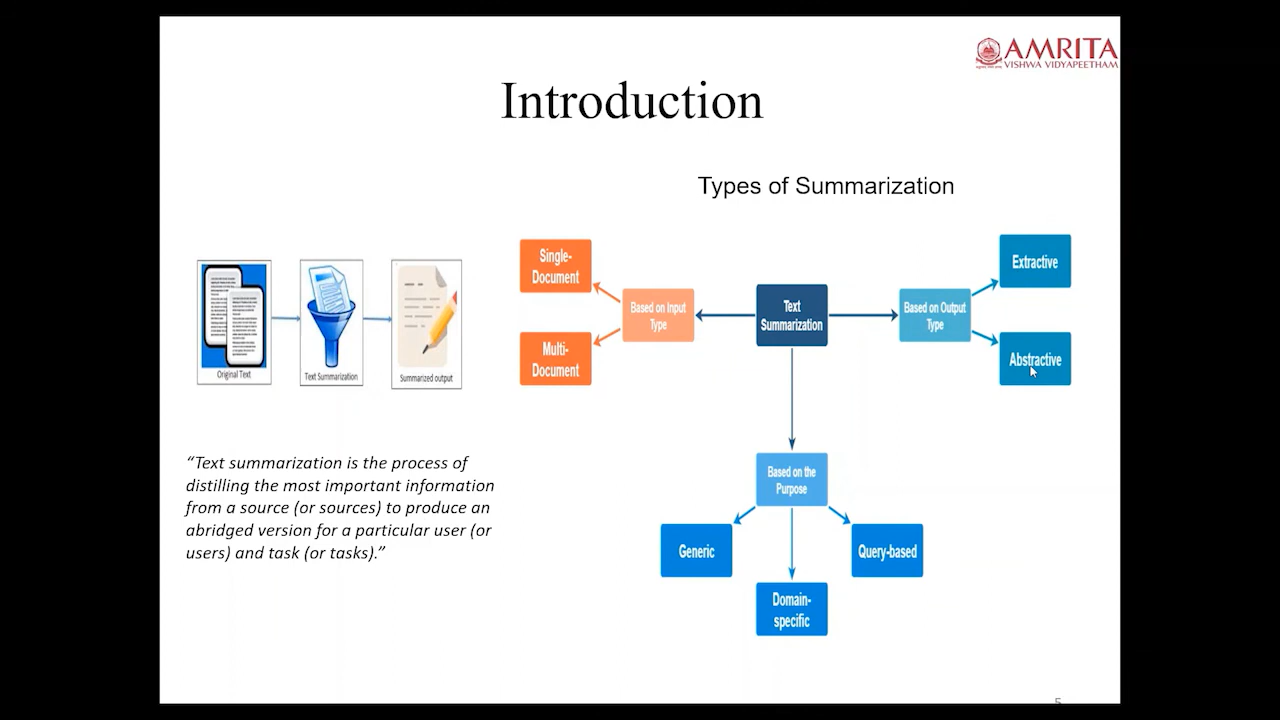 AMRITA
VISHWA VIDYAPEETHAM
Introduction
Types of Summarization
Original Text
Text Summarization
Summarized output
“Text summarization is the process of
distilling the most important information
from a source (or sources) to produce an
abridged version for a particular user (or
users) and task (or tasks).”
Single-
Document
Multi-
Document
Based on Input
Type
Text
Summarization
Based on Output
Type
Extractive
Abstractive
Based on the
Purpose
Generic
Domain-
specific
Query-based
5